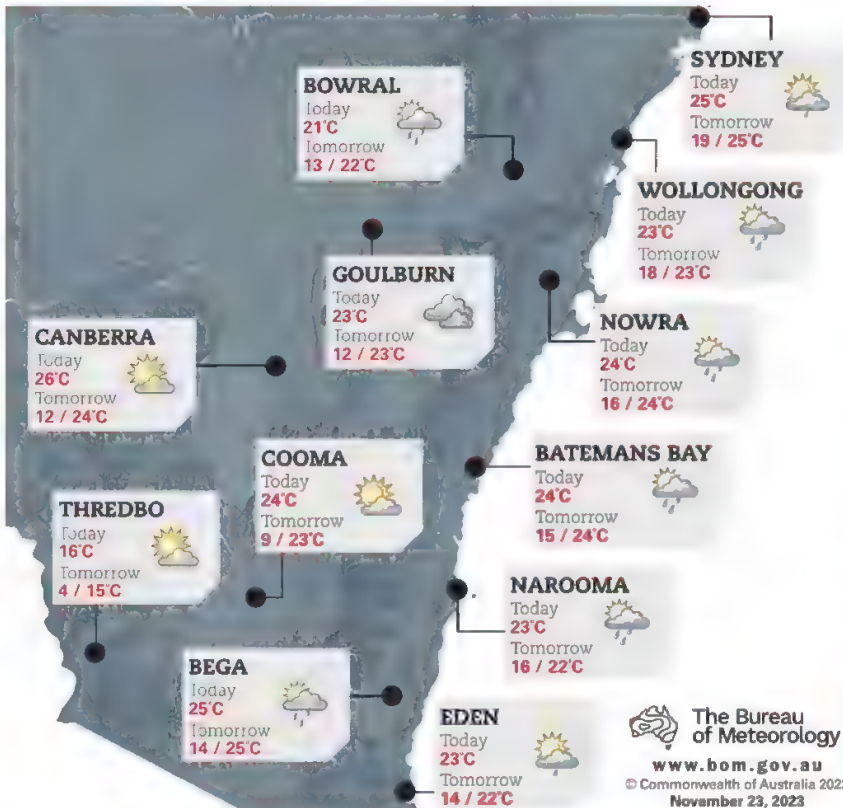 SYDNEY
Today
25°C
Tomorrow
19 / 25°C
BOWRAL
Today
21°C
Tomorrow
13 / 22°C
WOLLONGONG
Today
23°C
Tomorrow
18 / 23°C
GOULBURN
Today
23°C
Tomorrow
12 / 23°C
NOWRA
Today
24°C
Tomorrow
16 / 24°C
CANBERRA
Today
26°C
Tomorrow
12 / 24°C
COOMA
Today
24°C
Tomorrow
9 / 23°C
BATEMANS BAY
Today
24°C
Tomorrow
15 / 24°C
THREDBO
Today
16°C
Tomorrow
4 / 15°C
NAROOMA
Today
23°C
Tomorrow
16 / 22°C
BEGA
Today
25°C
Tomorrow
14 / 25°C
EDEN
Today
23°C
Tomorrow
14 / 22°C
The Bureau
of Meteorology
www.bom.gov.au
© Commonwealth of Australia 202
November 23, 2023